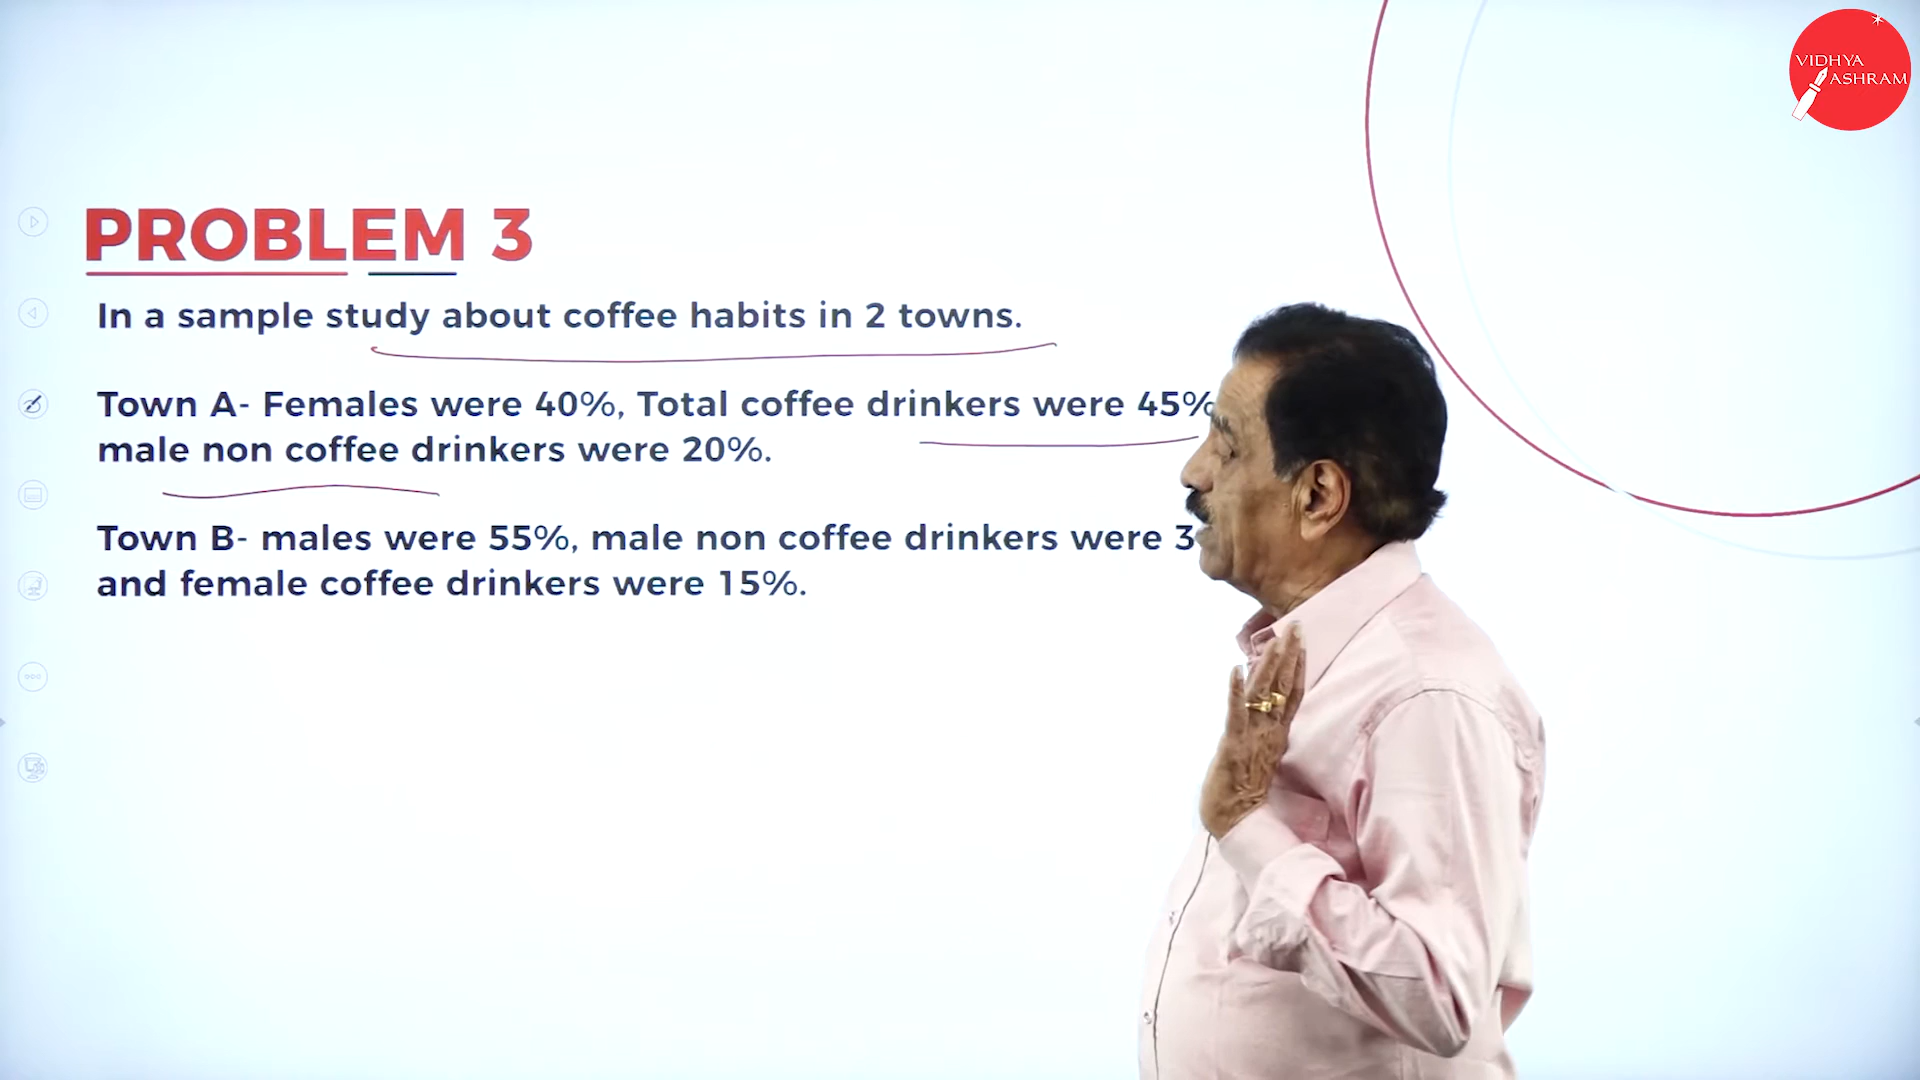 VIDHYA
ASHRAM
PROBLEM 3
In a sample study about coffee habits in 2 towns.
Town A- Females were 40%, Total coffee drinkers were 45%
male non coffee drinkers were 20%.
Town B- males were 55%, male non coffee drinkers were 3
and female coffee drinkers were 15%.